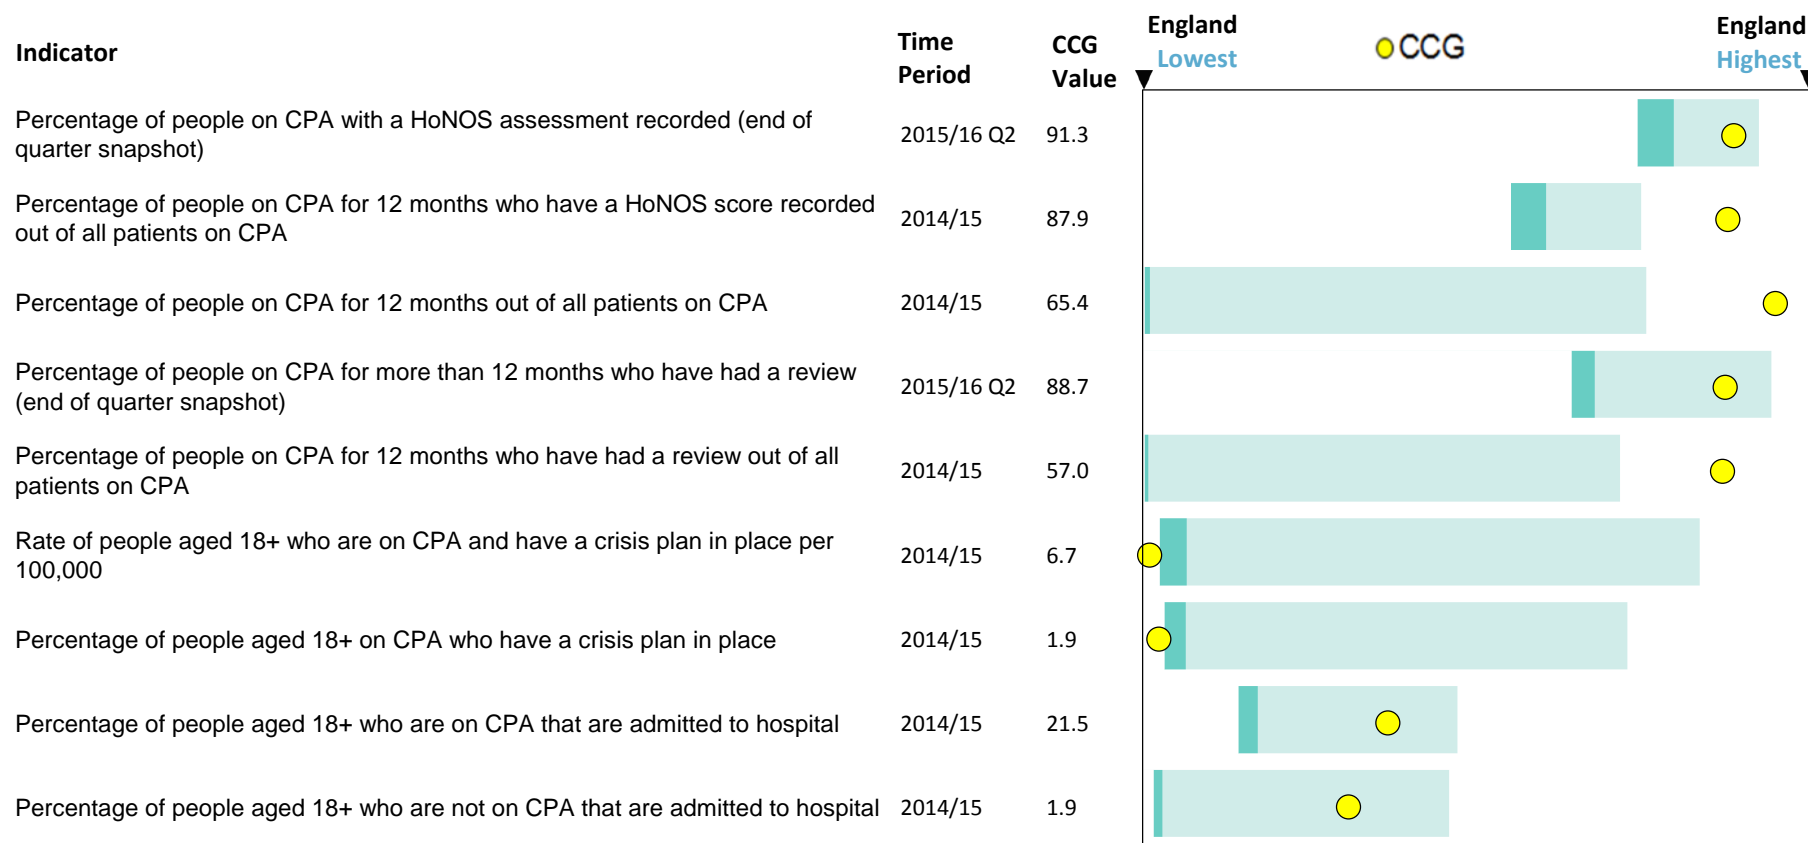 Indicator
Time Period
CCG Value
England Lowest
CCG
England Highest
Percentage of people on CPA with a HoNOS assessment recorded (end of
quarter snapshot)
2015/16 Q2 91.3
Percentage of people on CPA for 12 months who have a HoNOS score recorded
out of all patients on CPA
2014/15 87.9
Percentage of people on CPA for 12 months out of all patients on CPA 2014/15 65.4
Percentage of people on CPA for more than 12 months who have had a review
(end of quarter snapshot)
2015/16 Q2 88.7
Percentage of people on CPA for 12 months who have had a review out of all
patients on CPA
2014/15 57.0
Rate of people aged 18+ who are on CPA and have a crisis plan in place per
100,000
2014/15 6.7
Percentage of people aged 18+ on CPA who have a crisis plan in place 2014/15 1.9
Percentage of people aged 18+ who are on CPA that are admitted to hospital 2014/15 21.5
Percentage of people aged 18+ who are not on CPA that are admitted to hospital 2014/15 1.9